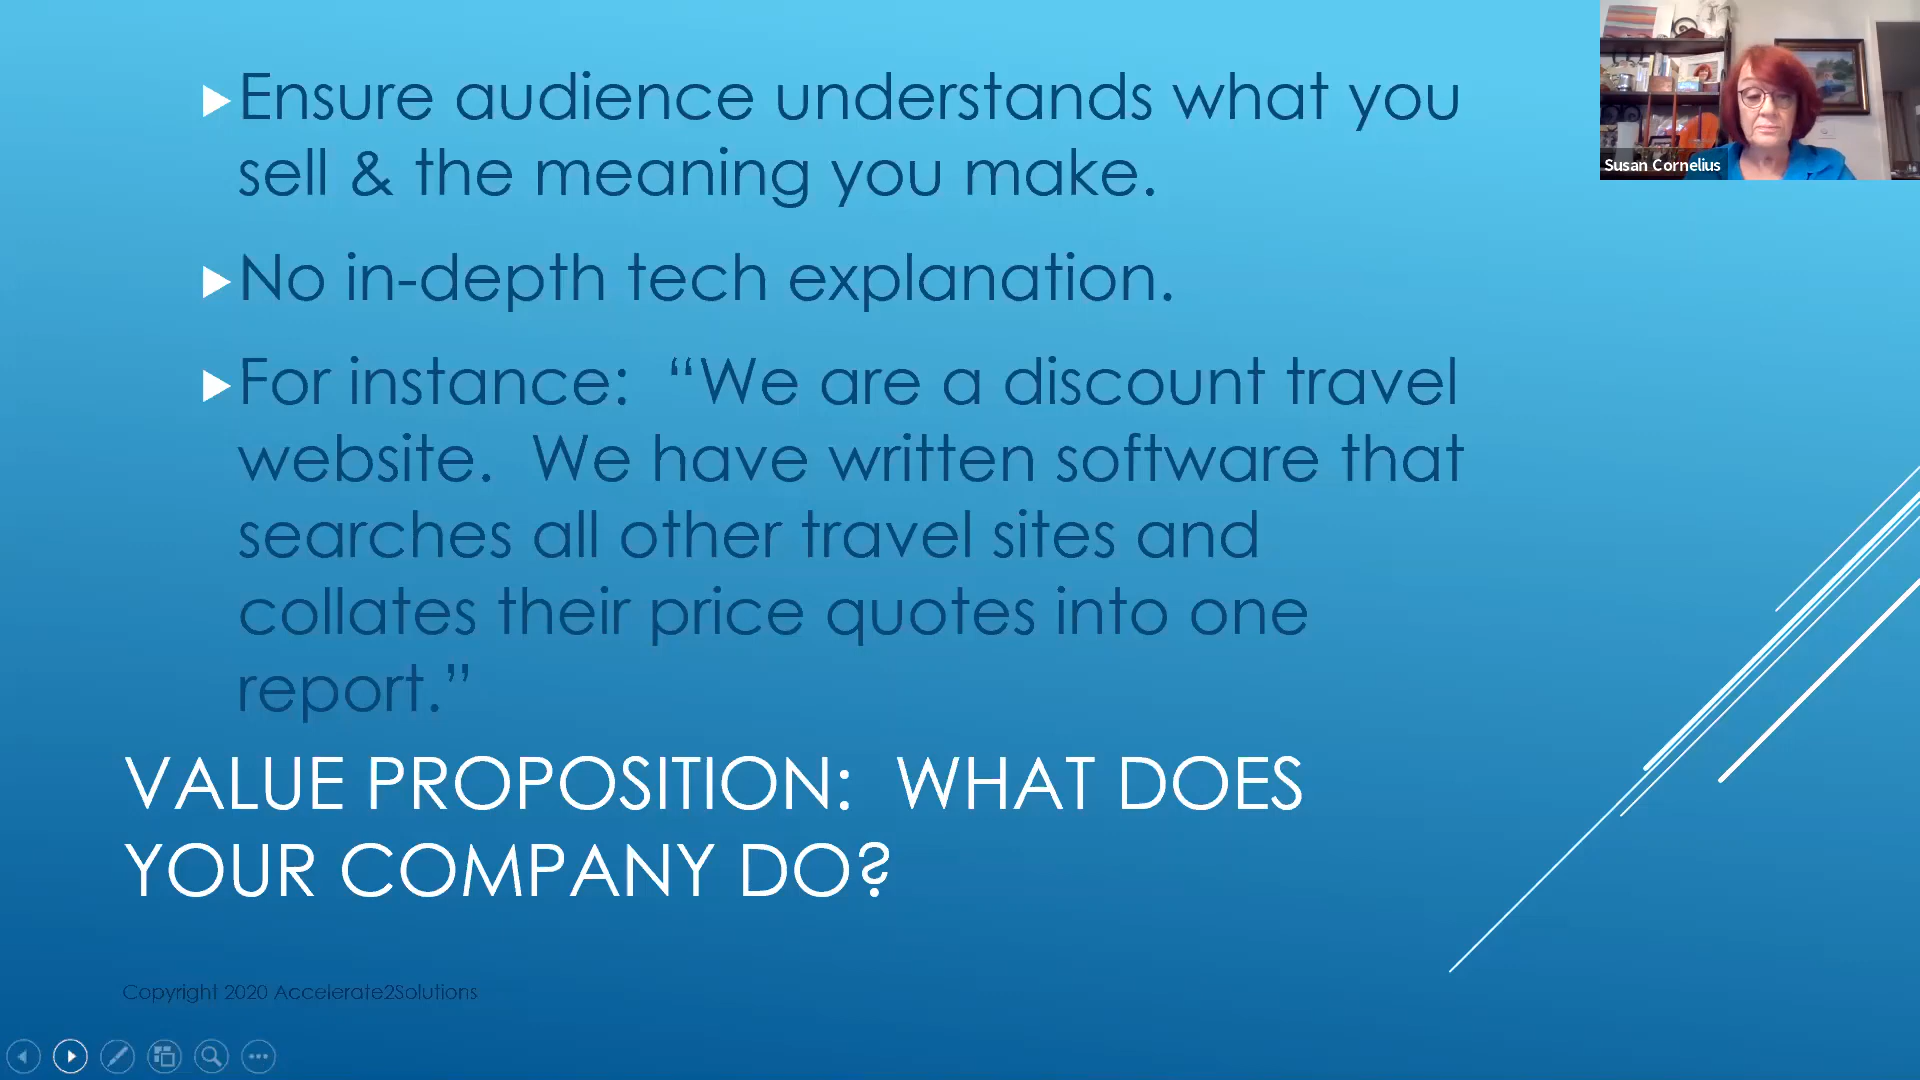 Ensure audience understands what you
sell & the meaning you make.
No in-depth tech explanation.
For instance:  “We are a discount travel
website.  We have written software that
searches all other travel sites and
collates their price quotes into one
report.”
VALUE PROPOSITION:  WHAT DOES
YOUR COMPANY DO?
Copyright 2020 Accelerate2Solutions
Susan Cornelius